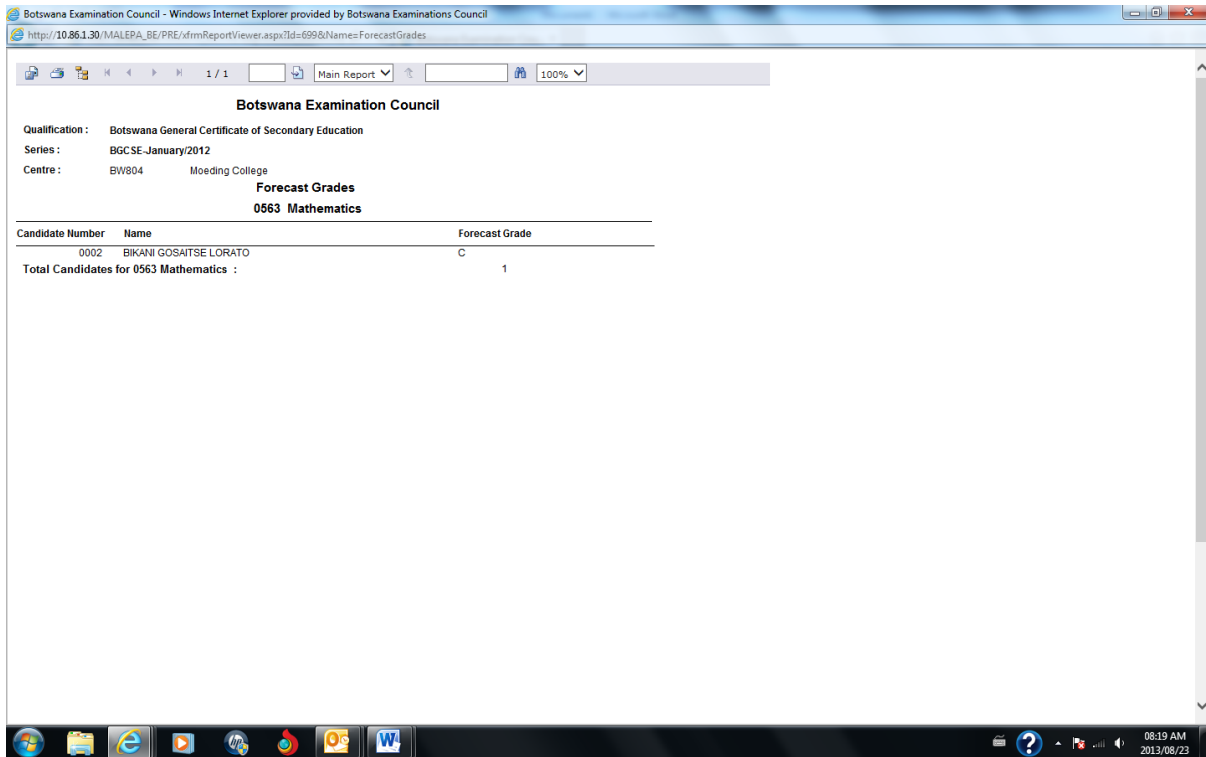 Botswana Examination Council - Windows Internet Explorer provided by Botswana Examinations Council
http://10.86.1.30/MALEPA_BE/PRE/xfrmReportViewer.aspx?Id=699&Name=ForecastGrades
1 / 1 Main Report 100%
Botswana Examination Council
Qualification : Botswana General Certificate of Secondary Education
Series : BGCSE-January/2012
Centre : BW804 Moeding College
Forecast Grades
0563 Mathematics
Candidate Number Name Forecast Grade
0002 BIKANI GOSAITSE LORATO C
Total Candidates for 0563 Mathematics : 1
08:19 AM
2013/08/23